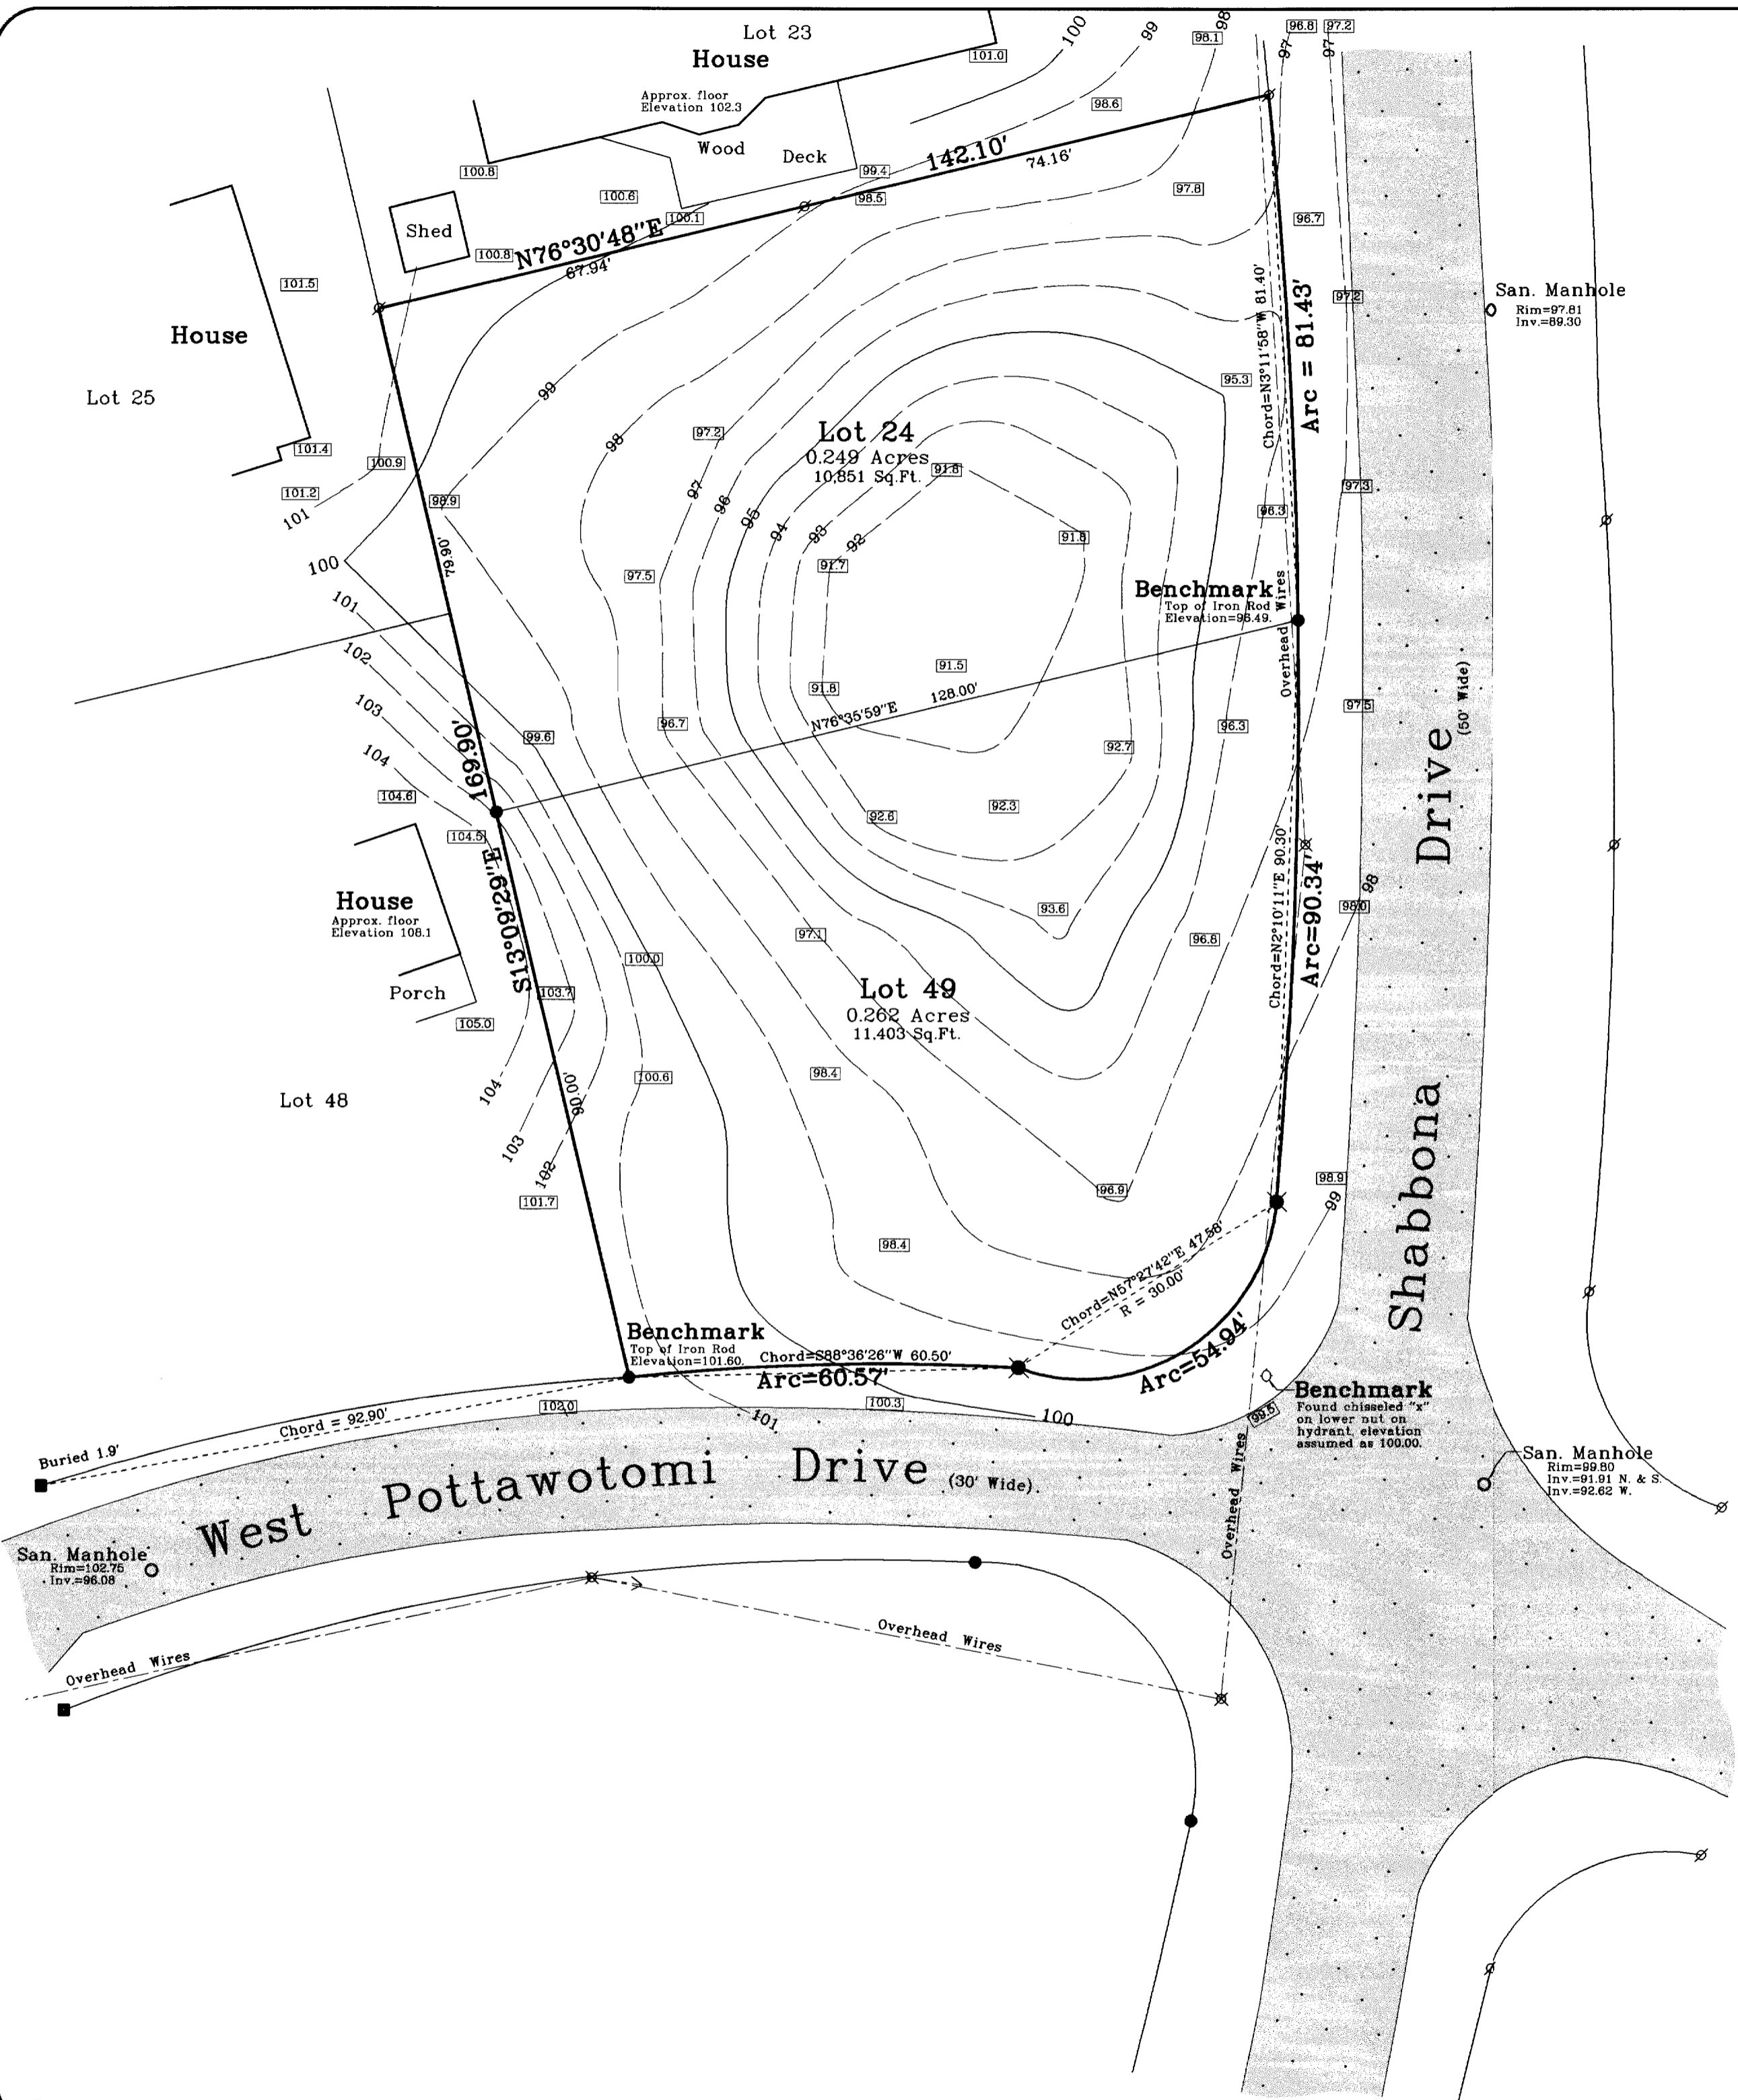 Lot 23
House
Approx. floor
Elevation 102.3
101.0
100
99
98
98.1
96.8
97.2
97
97
98.6
Wood Deck
142.10'
74.16'
99.4
98.5
97.8
96.7
100.8
100.6
100.1
Shed
100.8
N76°30'48"E
67.94'
101.5
House
Lot 25
101.4
101.2
101
100.9
98.9
100
79.90'
99
98
97
96
95
94
93
92
97.2
Lot 24
0.249 Acres
10,851 Sq.Ft.
91.8
91.7
91.8
95.3
Chord=N3°11'58"W 81.40'
Arc = 81.43'
97.2
San. Manhole
Rim=97.81
Inv.=89.30
97.3
96.3
97.5
Benchmark
Top of Iron Rod
Elevation=96.49.
Overhead Wires
101
102
103
104
169.90'
99.6
96.7
91.8
91.5
N76°35'59"E 128.00'
92.7
96.3
97.5
104.6
104.5
92.6
92.3
House
Approx. floor
Elevation 108.1
Porch
105.0
S13°09'29"E
103.7
100.0
97.1
93.6
96.8
Chord=N2°10'11"E 90.30'
Arc=90.34'
98.0
98
Shabbona Drive
(50' Wide)
Lot 49
0.262 Acres
11,403 Sq.Ft.
Lot 48
104
103
102
101.7
90.00'
100.6
98.4
98.4
96.9
98.9
99
Chord=N57°27'42"E 47.58'
R = 30.00'
Arc=54.94'
Benchmark
Top of Iron Rod
Elevation=101.60.
Chord=S88°36'26"W 60.50'
Arc=60.57'
Benchmark
Found chisseled "x"
on lower nut on
hydrant, elevation
assumed as 100.00.
99.5
102.0
101
100.3
100
Chord = 92.90'
Buried 1.9'
West Pottawotomi Drive (30' Wide).
San. Manhole
Rim=99.80
Inv.=91.91 N. & S.
Inv.=92.62 W.
San. Manhole
Rim=102.75
Inv.=96.08
Overhead Wires
Overhead Wires
Overhead Wires